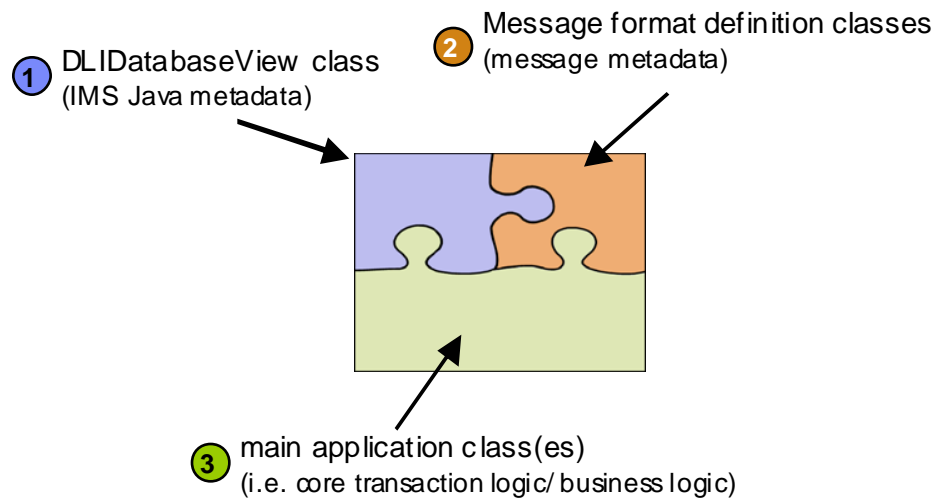 1 DLIDatabaseView class
(IMS Java metadata)
2 Message format definition classes
(message metadata)
3 main application class(es)
(i.e. core transaction logic/ business logic)